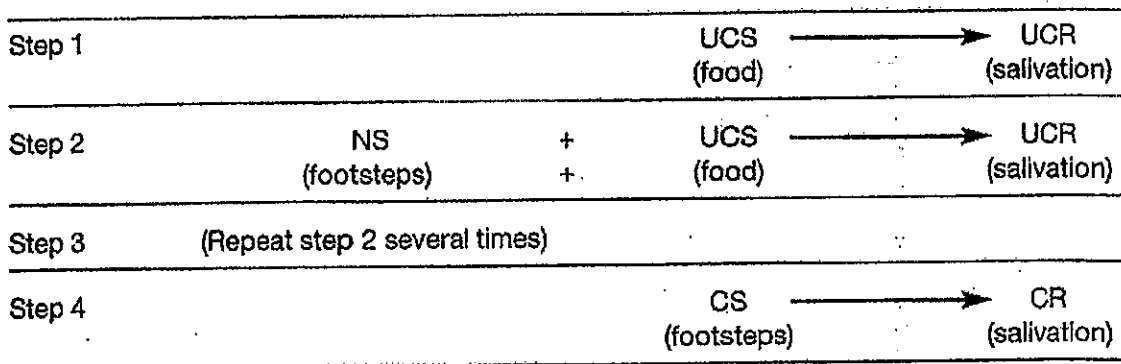 Step 1 UCS UCR
(food) (salivation)
Step 2 NS + UCS UCR
(footsteps) + (food) (salivation)
Step 3 (Repeat step 2 several times)
Step 4 CS CR
(footsteps) (salivation)